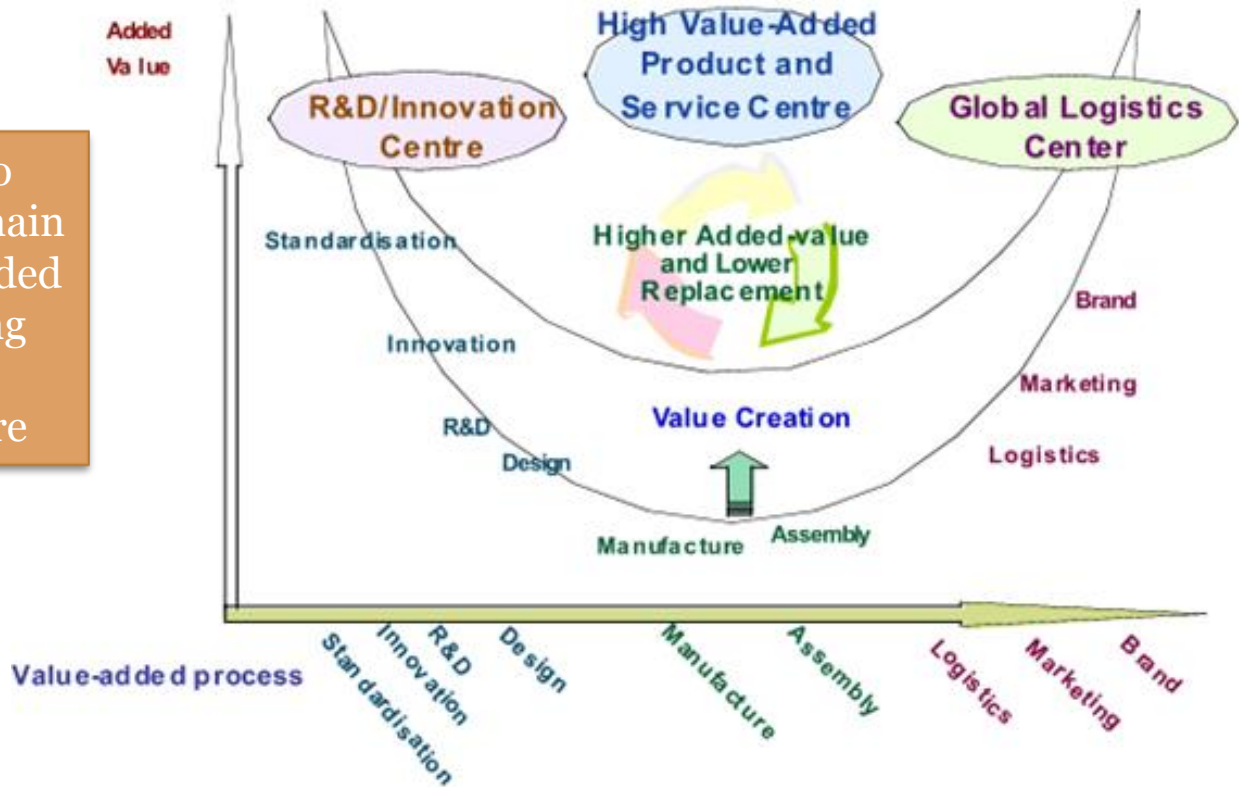 Added
Value
High Value-Added
Product and
Service Centre
R&D/Innovation
Centre
Global Logistics
Center
Standardisation
Higher Added-value
and Lower
Replacement
Brand
Innovation
Marketing
Value Creation
R&D
Logistics
Design
Manufacture
Assembly
Value-added process
Standardisation
Innovation
R&D
Design
Manufacture
Assembly
Logistics
Marketing
Brand